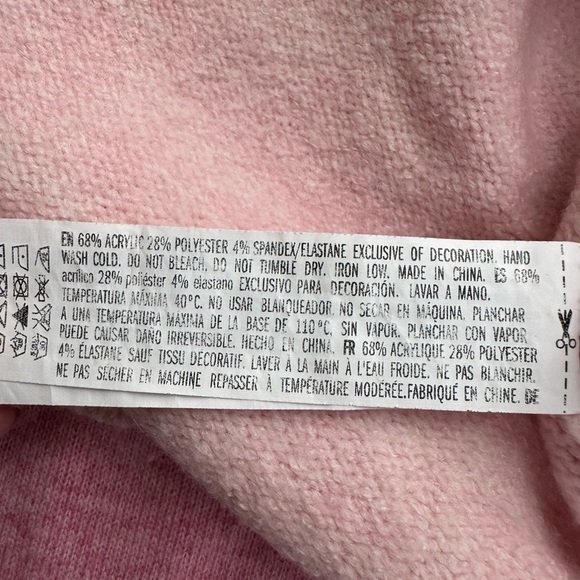 EN 68% ACRYLIC 28% POLYESTER 4% SPANDEX/ELASTANE EXCLUSIVE OF DECORATION. HAND
WASH COLD. DO NOT BLEACH. DO NOT TUMBLE DRY. IRON LOW. MADE IN CHINA. ES 68%
acrílico 28% poliéster 4% elastano EXCLUSIVO PARA DECORACIÓN. LAVAR A MANO.
TEMPERATURA MÁXIMA 40°C. NO USAR BLANQUEADOR. NO SECAR EN MÁQUINA. PLANCHAR
A UNA TEMPERATURA MÁXIMA DE LA BASE DE 110°C, SIN VAPOR. PLANCHAR CON VAPOR
PUEDE CAUSAR DAÑO IRREVERSIBLE. HECHO EN CHINA. FR 68% ACRYLIQUE 28% POLYESTER
4% ÉLASTANE SAUF TISSU DECORATIF. LAVER À LA MAIN À L'EAU FROIDE. NE PAS BLANCHIR.
NE PAS SÉCHER EN MACHINE REPASSER À TEMPÉRATURE MODÉRÉE.FABRIQUÉ EN CHINE. DE